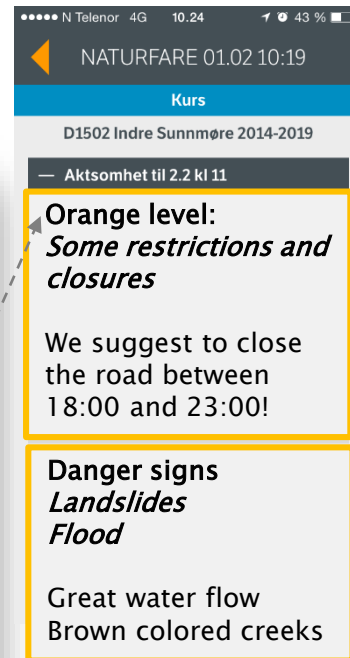 N Telenor 4G 10.24 43 %
NATURFARE 01.02 10:19
Kurs
D1502 Indre Sunnmøre 2014-2019
— Aktsomhet til 2.2 kl 11
Orange level:
Some restrictions and
closures
We suggest to close
the road between
18:00 and 23:00!
Danger signs
Landslides
Flood
Great water flow
Brown colored creeks